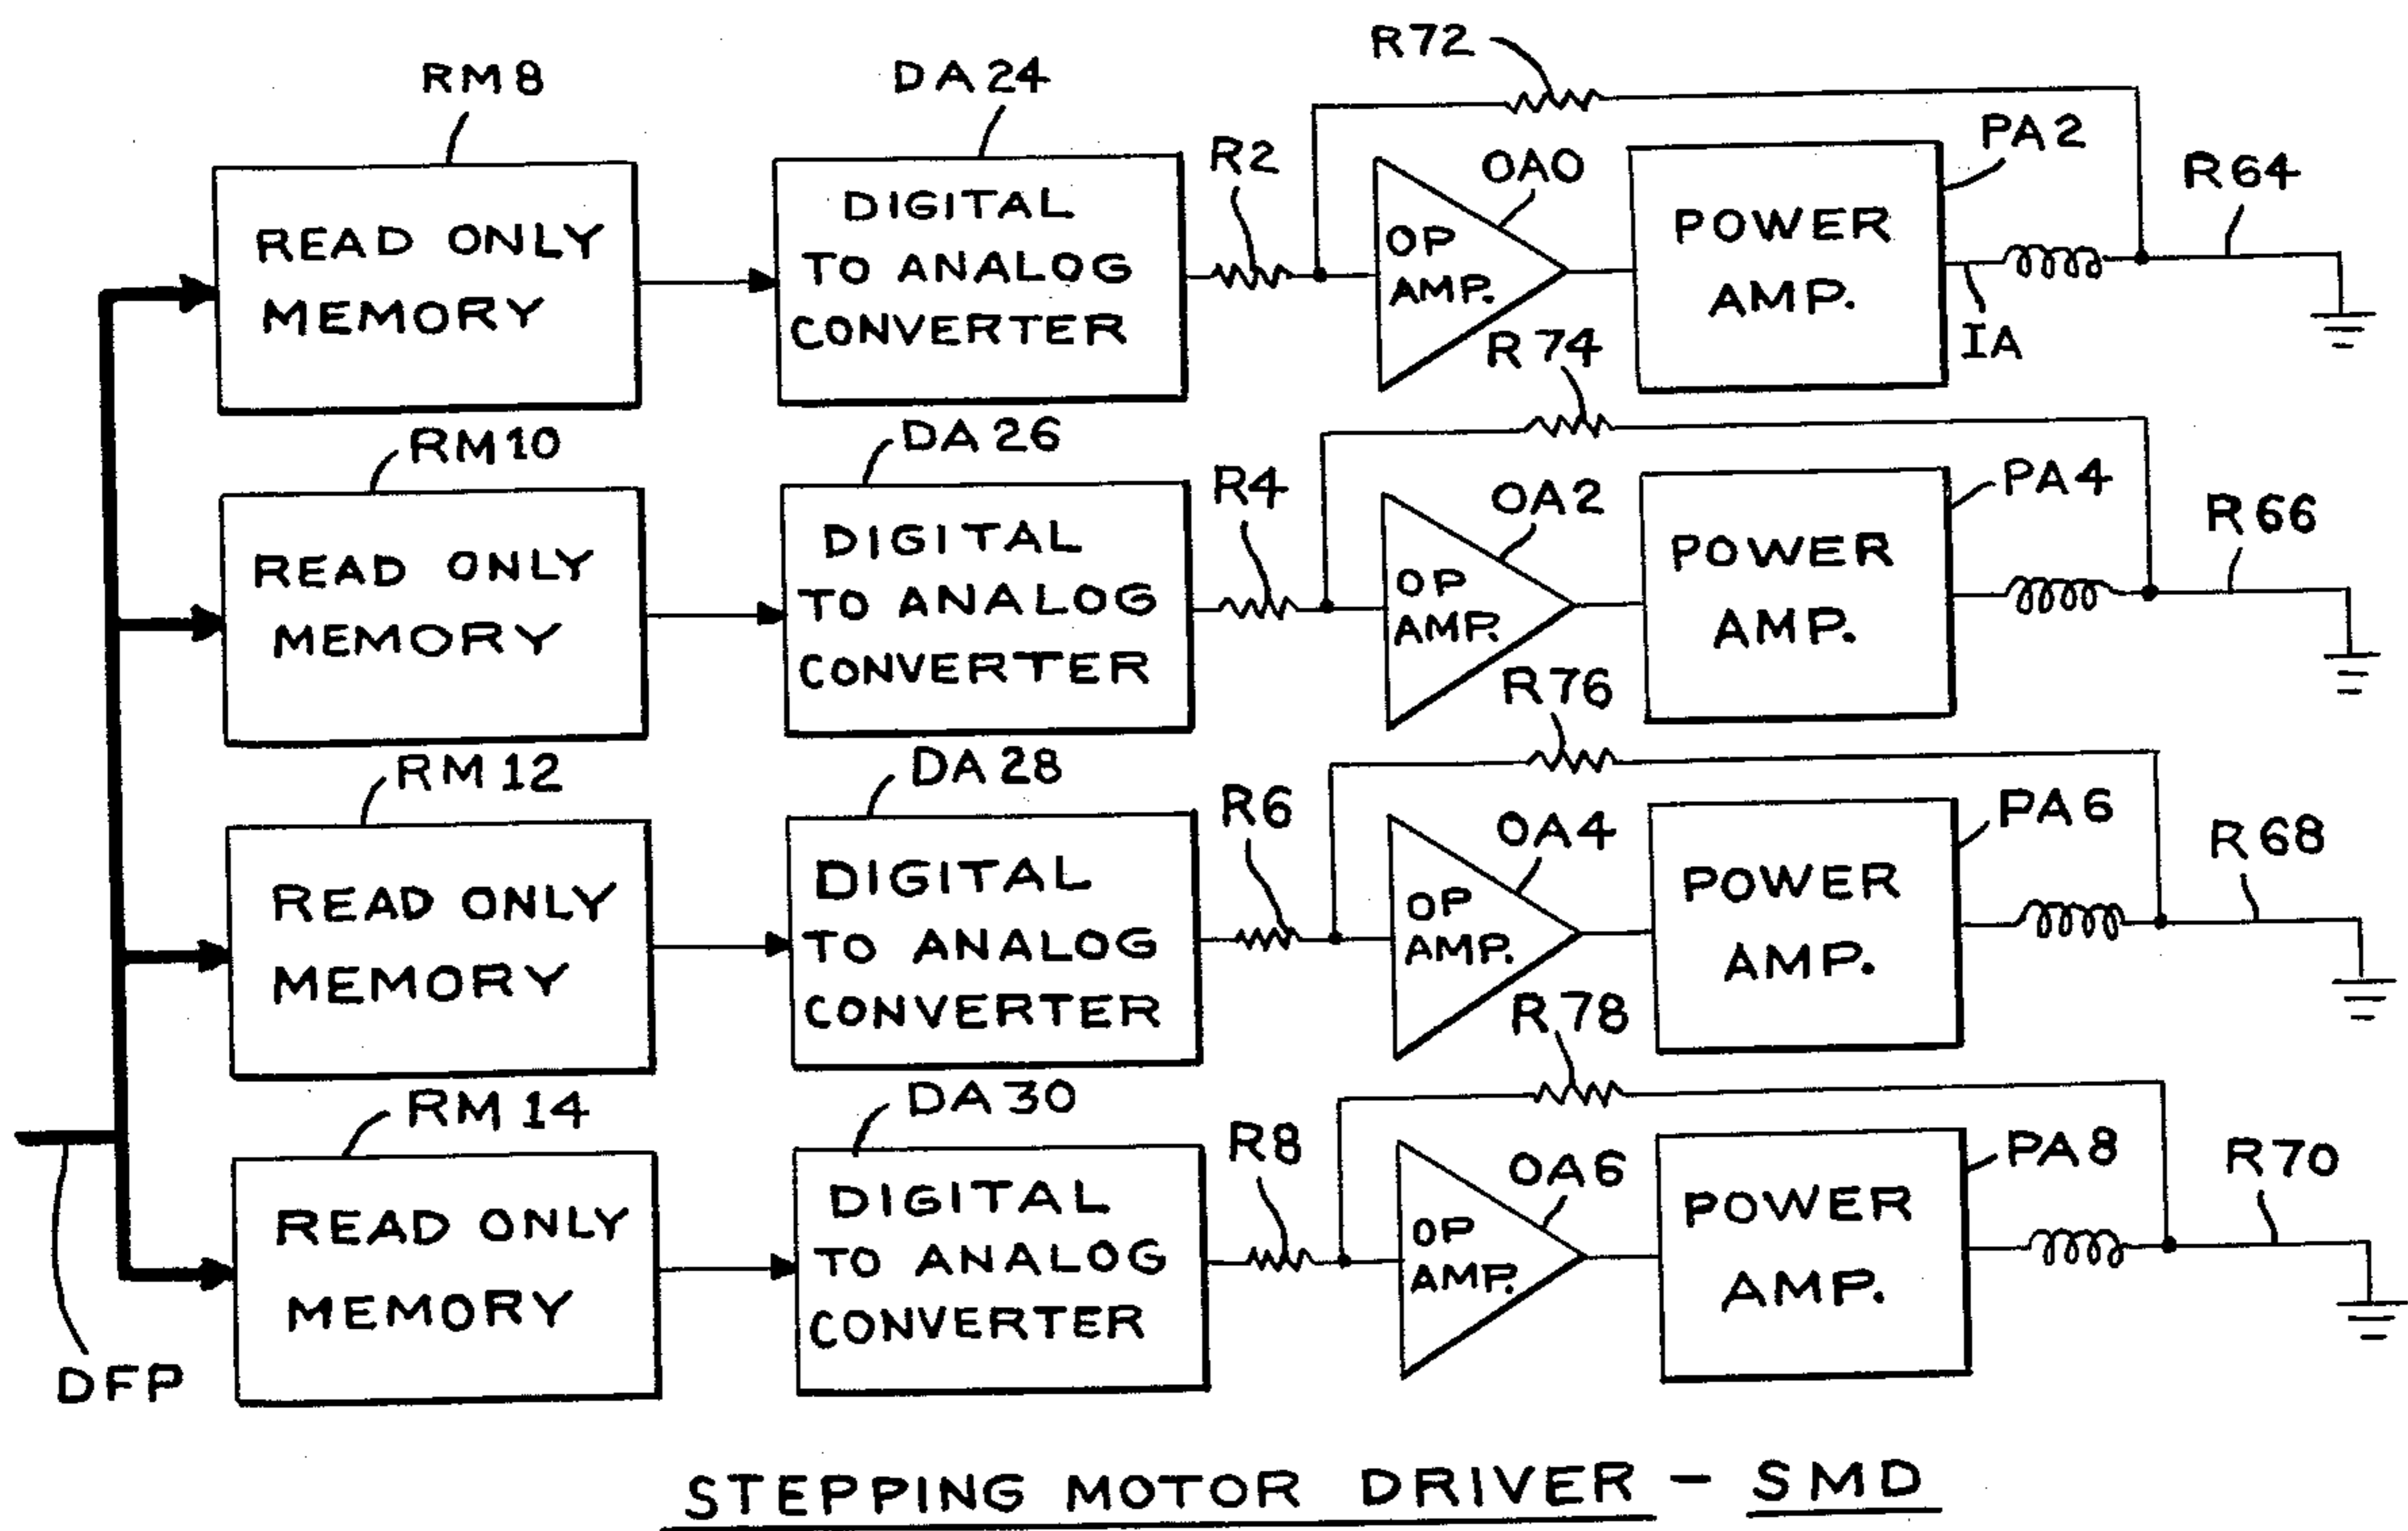 R72
RM8
DA24
PA2
R2
OA0
R64
READ ONLY
MEMORY
DIGITAL
TO ANALOG
CONVERTER
OP
AMP.
POWER
AMP.
IA
R74
RM10
DA26
R4
OA2
PA4
R66
READ ONLY
MEMORY
DIGITAL
TO ANALOG
CONVERTER
OP
AMP.
POWER
AMP.
R76
RM12
DA28
R6
OA4
PA6
R68
READ ONLY
MEMORY
DIGITAL
TO ANALOG
CONVERTER
OP
AMP.
POWER
AMP.
R78
RM14
DA30
R8
OA6
PA8
R70
READ ONLY
MEMORY
DIGITAL
TO ANALOG
CONVERTER
OP
AMP.
POWER
AMP.
DFP
STEPPING MOTOR DRIVER - SMD